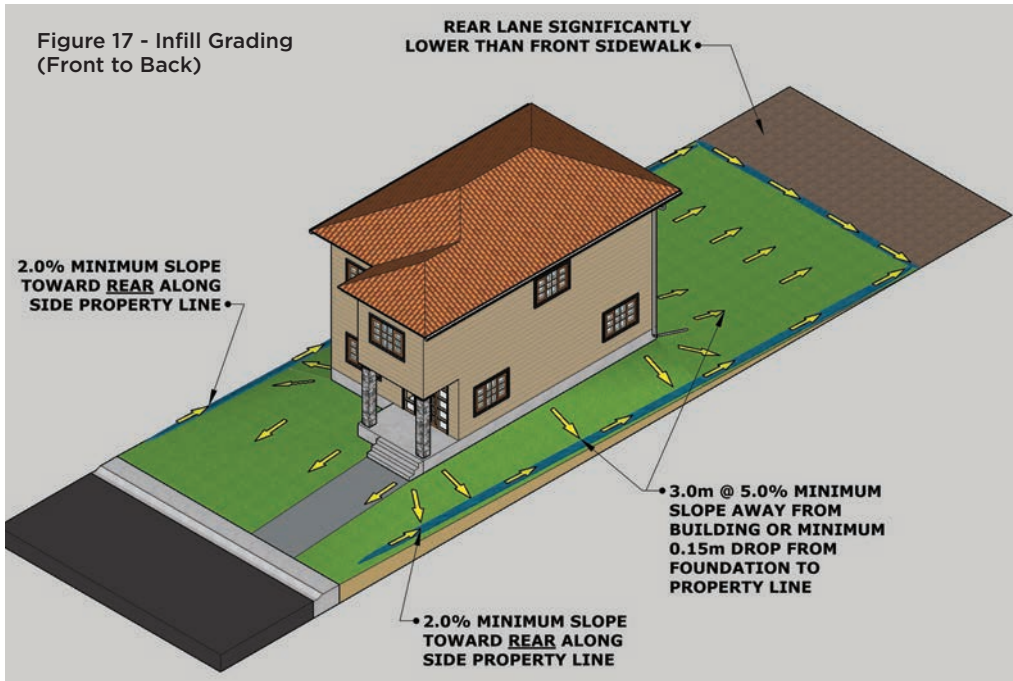 Figure 17 - Infill Grading
(Front to Back)
REAR LANE SIGNIFICANTLY
LOWER THAN FRONT SIDEWALK
2.0% MINIMUM SLOPE
TOWARD REAR ALONG
SIDE PROPERTY LINE
3.0m @ 5.0% MINIMUM
SLOPE AWAY FROM
BUILDING OR MINIMUM
0.15m DROP FROM
FOUNDATION TO
PROPERTY LINE
2.0% MINIMUM SLOPE
TOWARD REAR ALONG
SIDE PROPERTY LINE